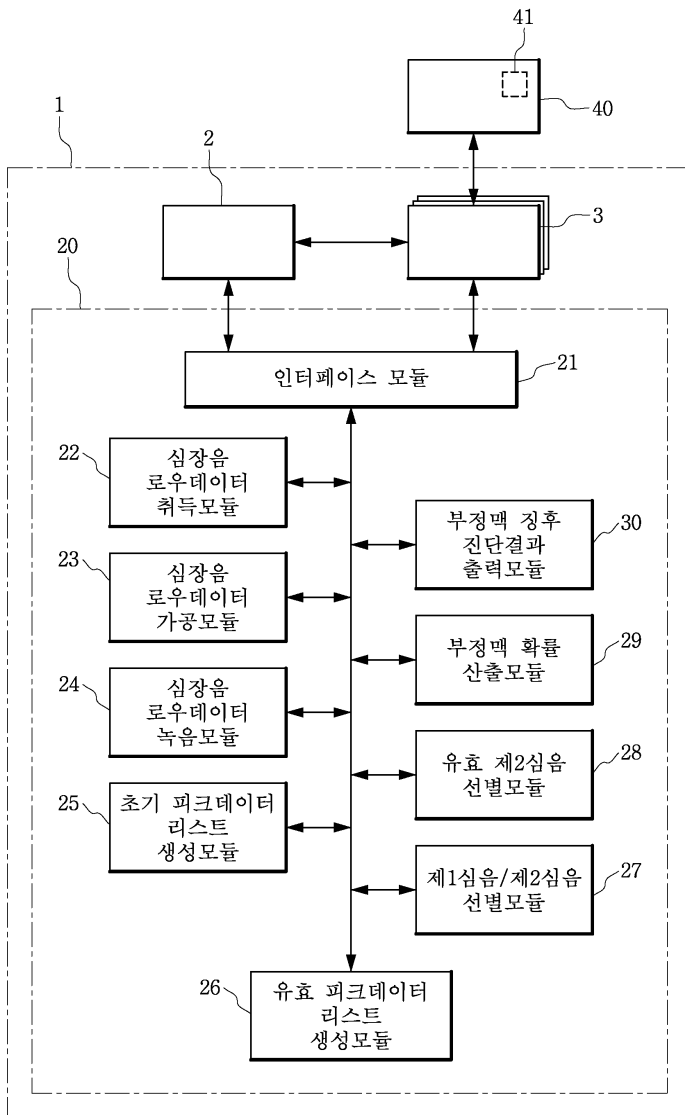 41
40
1
2
3
20
인터페이스 모듈
21
22
심장음
로우데이터
취득모듈
23
심장음
로우데이터
가공모듈
24
심장음
로우데이터
녹음모듈
25
초기 피크데이터
리스트
생성모듈
부정맥 징후
진단결과
출력모듈
30
부정맥 확률
산출모듈
29
유효 제2심음
선별모듈
28
제1심음/제2심음
선별모듈
27
26
유효 피크데이터
리스트
생성모듈